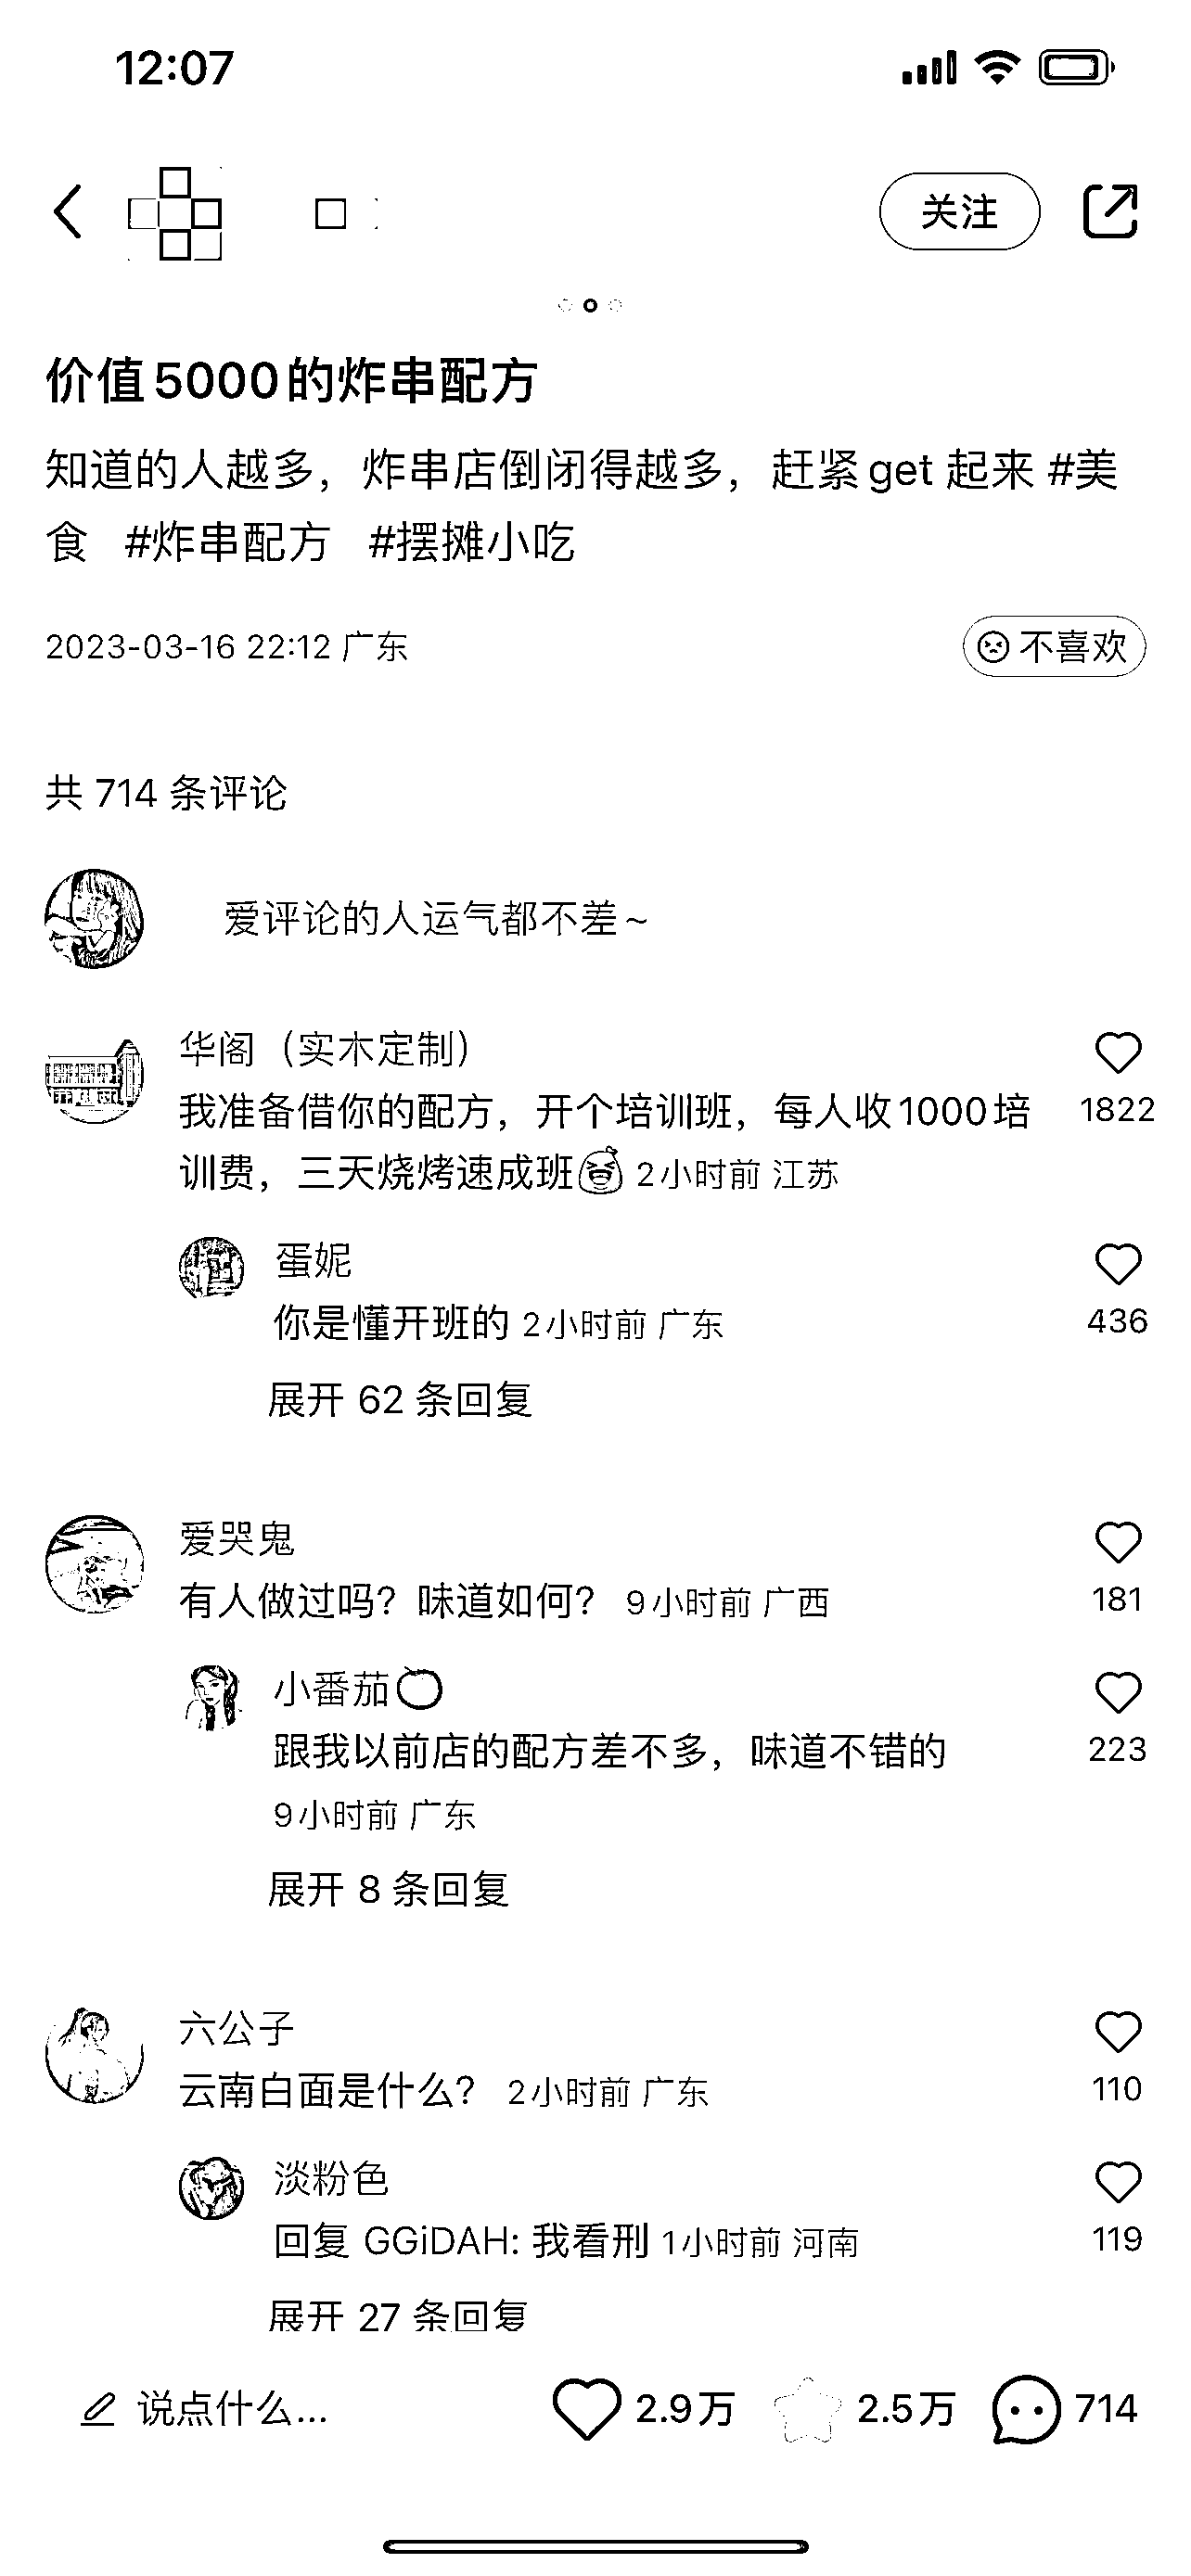 12:07
关注
价值5000的炸串配方
知道的人越多，炸串店倒闭得越多，赶紧get 起来 #美
食 #炸串配方 #摆摊小吃
2023-03-16 22:12 广东
不喜欢
共 714 条评论
爱评论的人运气都不差~
华阁（实木定制）
我准备借你的配方，开个培训班，每人收1000培
1822
训费，三天烧烤速成班 2小时前 江苏
蛋妮
你是懂开班的 2小时前 广东
436
展开 62 条回复
爱哭鬼
有人做过吗？味道如何？ 9小时前 广西
181
小番茄
跟我以前店的配方差不多，味道不错的
223
9小时前 广东
展开 8 条回复
六公子
云南白面是什么？ 2小时前 广东
110
淡粉色
回复 GGiDAH: 我看刑 1小时前 河南
119
展开 27 条回复
说点什么...
2.9万
2.5万
714